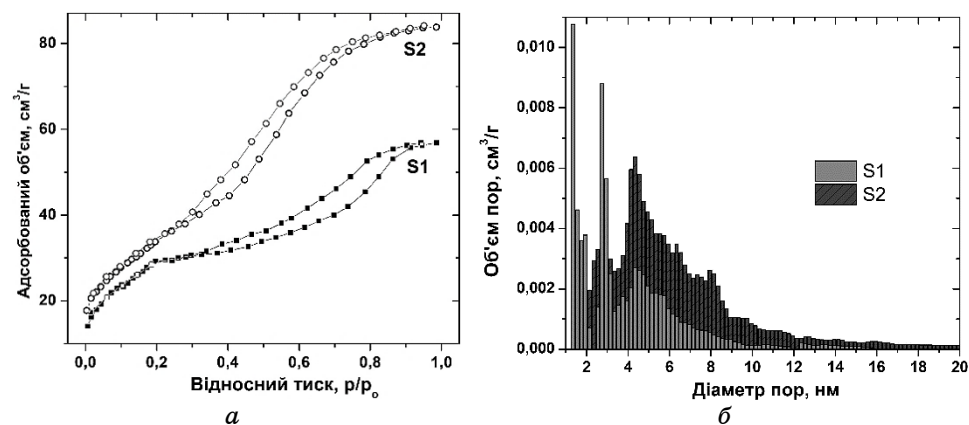 80
60
40
20
Адсорбований об'єм, см³/г
S2
S1
0,0 0,2 0,4 0,6 0,8 1,0
Відносний тиск, p/p₀
а
0,010
0,008
0,006
0,004
0,002
0,000
Об'єм пор, см³/г
S1
S2
2 4 6 8 10 12 14 16 18 20
Діаметр пор, нм
б